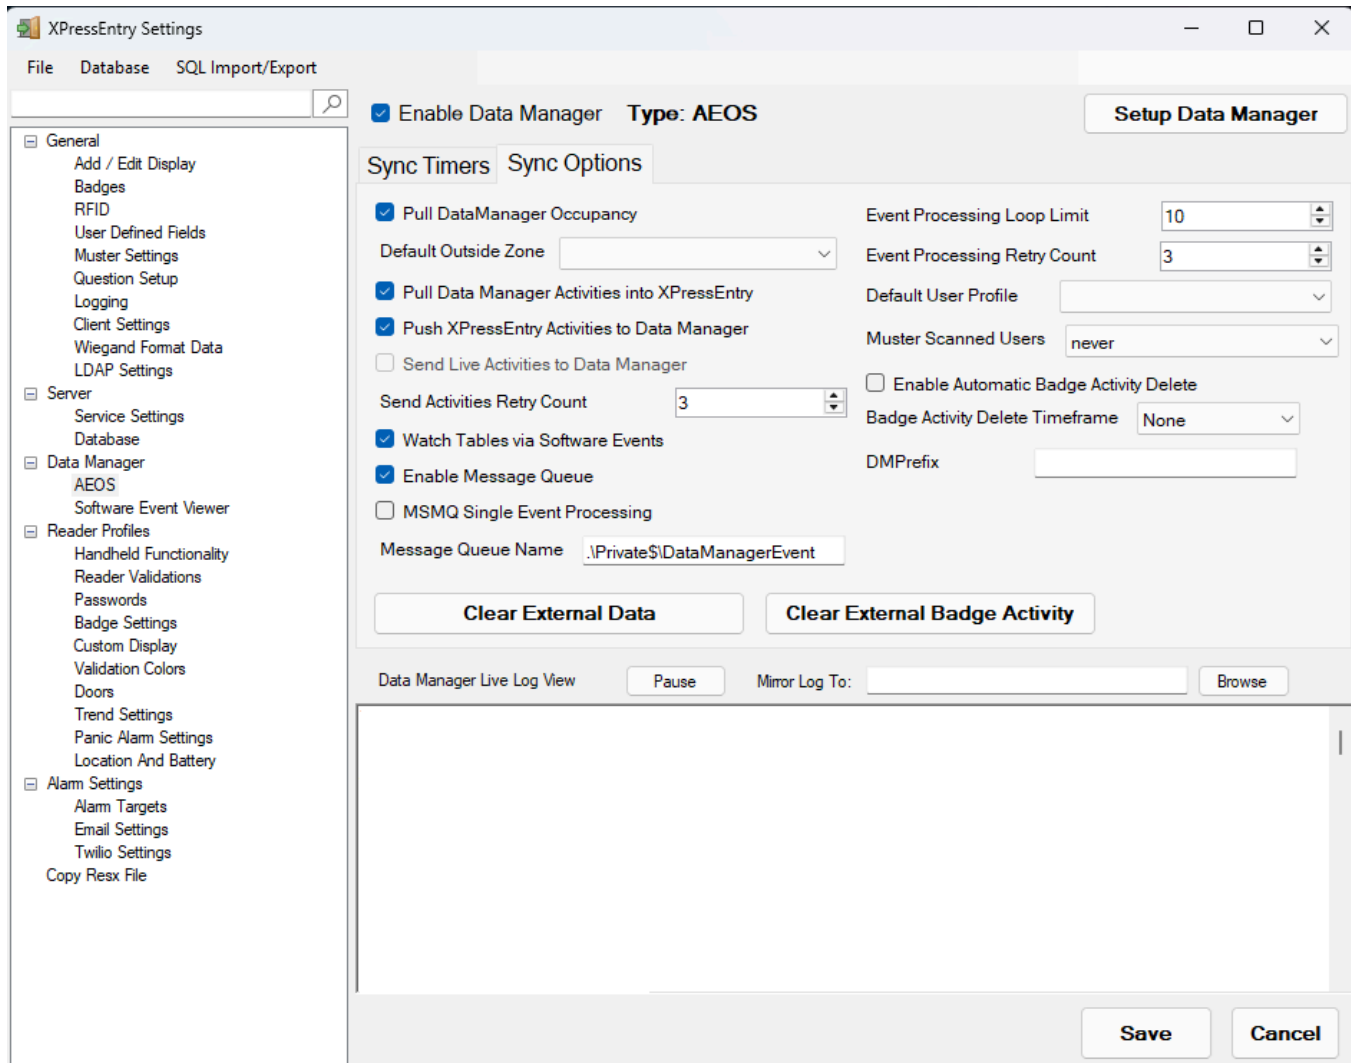 XPressEntry Settings
File Database SQL Import/Export
Enable Data Manager Type: AEOS Setup Data Manager
General
Add / Edit Display
Badges
RFID
User Defined Fields
Muster Settings
Question Setup
Logging
Client Settings
Wiegand Format Data
LDAP Settings
Server
Service Settings
Database
Data Manager
AEOS
Software Event Viewer
Reader Profiles
Handheld Functionality
Reader Validations
Passwords
Badge Settings
Custom Display
Validation Colors
Doors
Trend Settings
Panic Alarm Settings
Location And Battery
Alarm Settings
Alarm Targets
Email Settings
Twilio Settings
Copy Resx File
Sync Timers Sync Options
Pull DataManager Occupancy
Default Outside Zone
Pull Data Manager Activities into XPressEntry
Push XPressEntry Activities to Data Manager
Send Live Activities to Data Manager
Send Activities Retry Count 3
Watch Tables via Software Events
Enable Message Queue
MSMQ Single Event Processing
Message Queue Name .\Private$\DataManagerEvent
Event Processing Loop Limit 10
Event Processing Retry Count 3
Default User Profile
Muster Scanned Users never
Enable Automatic Badge Activity Delete
Badge Activity Delete Timeframe None
DMPrefix
Clear External Data Clear External Badge Activity
Data Manager Live Log View Pause Mirror Log To: Browse
Save Cancel